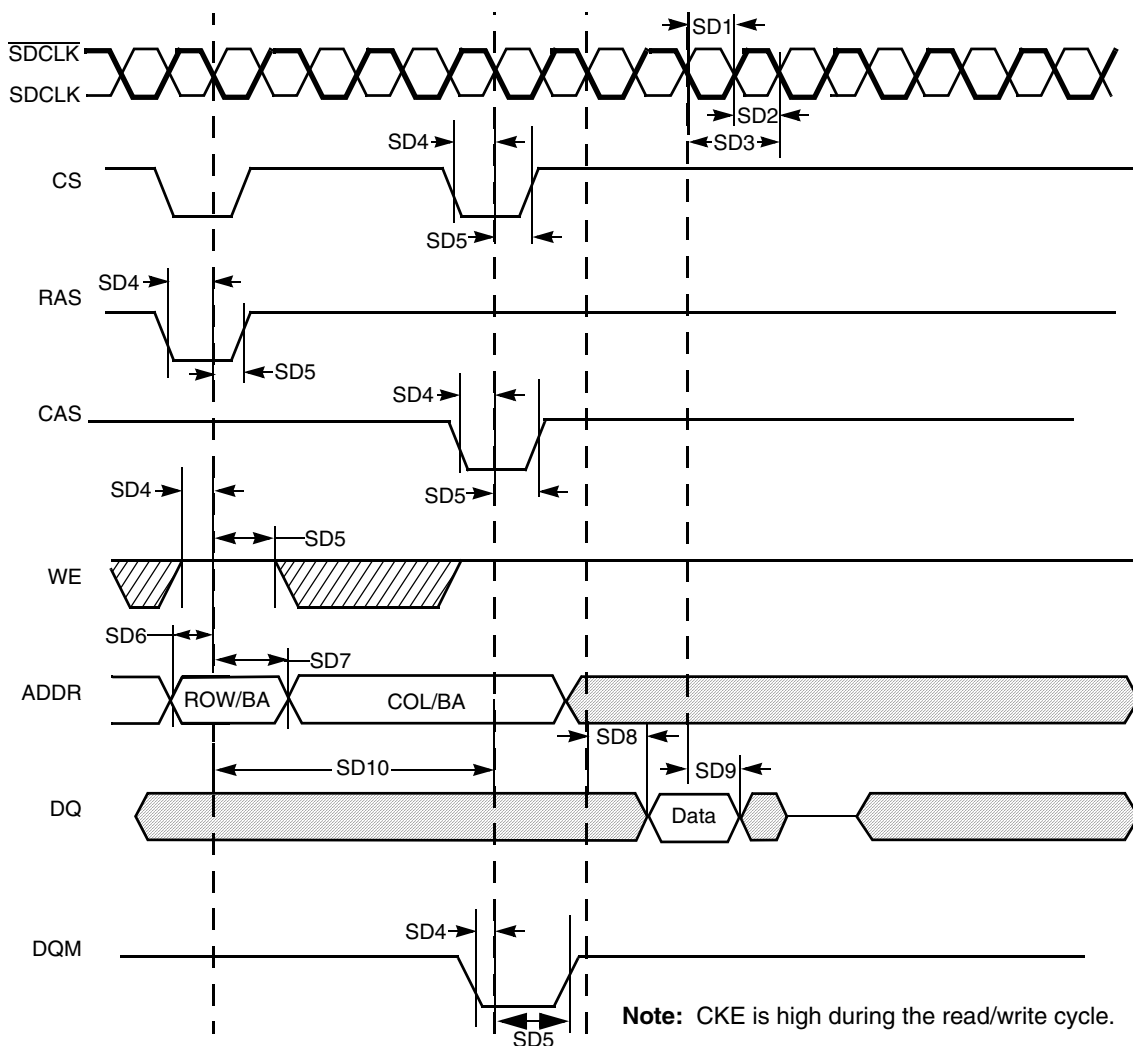 SD1
SDCLK
SDCLK
SD2
SD4
SD3
CS
SD5
SD4
RAS
SD5
SD4
CAS
SD4
SD5
SD5
WE
SD6
SD7
ADDR
ROW/BA
COL/BA
SD8
SD10
SD9
DQ
Data
SD4
DQM
Note: CKE is high during the read/write cycle.
SD5